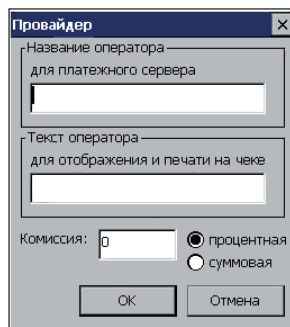 Провайдер
Название оператора
для платежного сервера
Текст оператора
для отображения и печати на чеке
Комиссия: 0 процентная
суммовая
OK Отмена